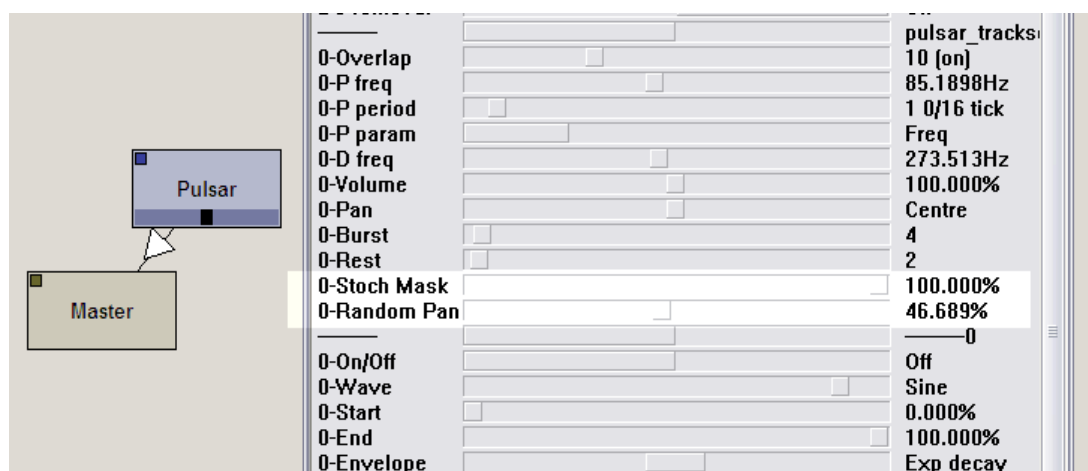 pulsar_tracks
0-Overlap 10 (on)
0-P freq 85.1898Hz
0-P period 1 0/16 tick
0-P param Freq
0-D freq 273.513Hz
0-Volume 100.000%
0-Pan Centre
0-Burst 4
0-Rest 2
0-Stoch Mask 100.000%
0-Random Pan 46.689%
——0
0-On/Off Off
0-Wave Sine
0-Start 0.000%
0-End 100.000%
0-Envelope Exp decay
Pulsar
Master